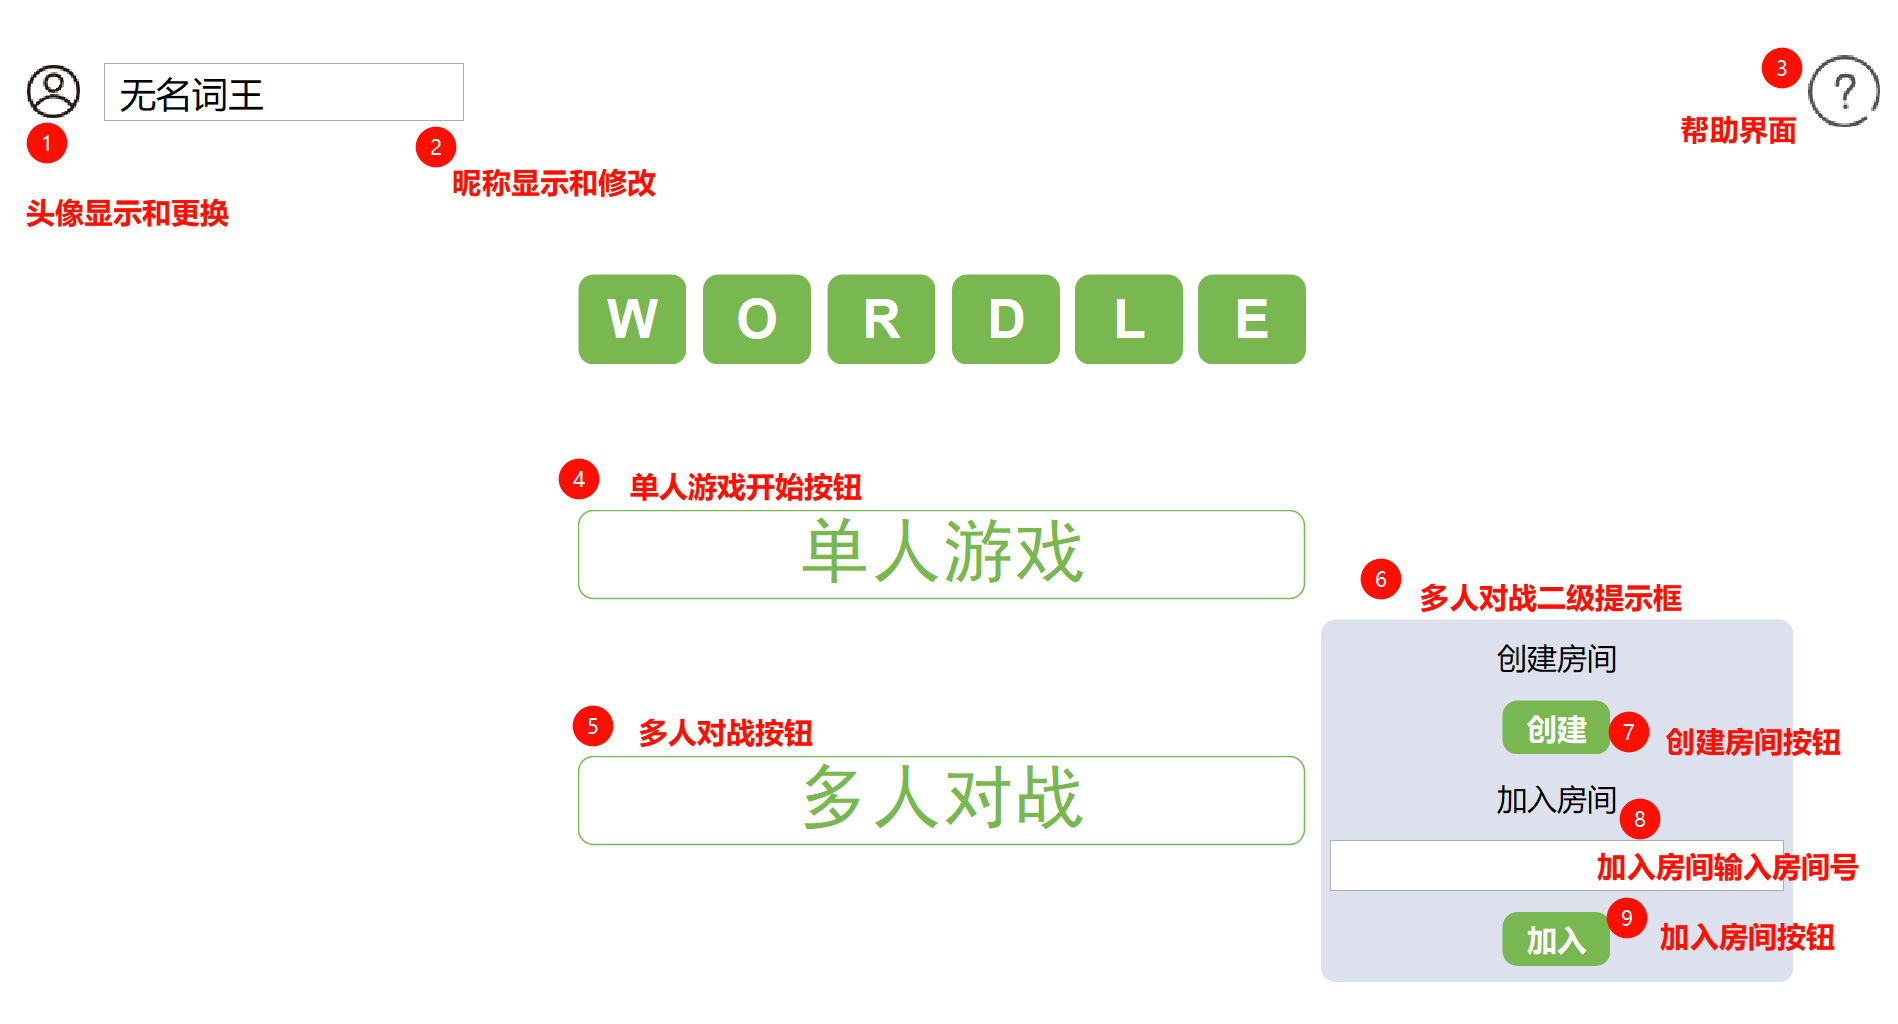 无名词王
1
2
昵称显示和修改
头像显示和更换
3
?
帮助界面
W O R D L E
4
单人游戏开始按钮
单人游戏
5
多人对战按钮
多人对战
6
多人对战二级提示框
创建房间
创建
7
创建房间按钮
加入房间
8
加入房间输入房间号
加入
9
加入房间按钮